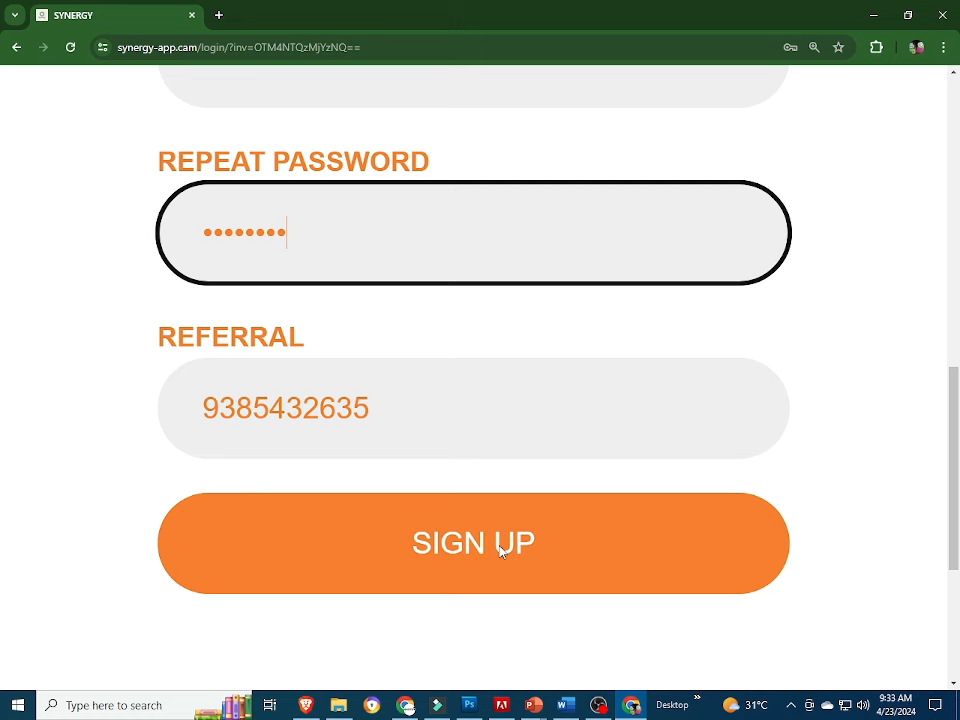 SYNERGY
synergy-app.cam/login/?inv=OTM4NTQzMjYzNQ==
REPEAT PASSWORD
••••••••
REFERRAL
9385432635
SIGN UP
Type here to search
Desktop
31°C
9:33 AM
4/23/2024